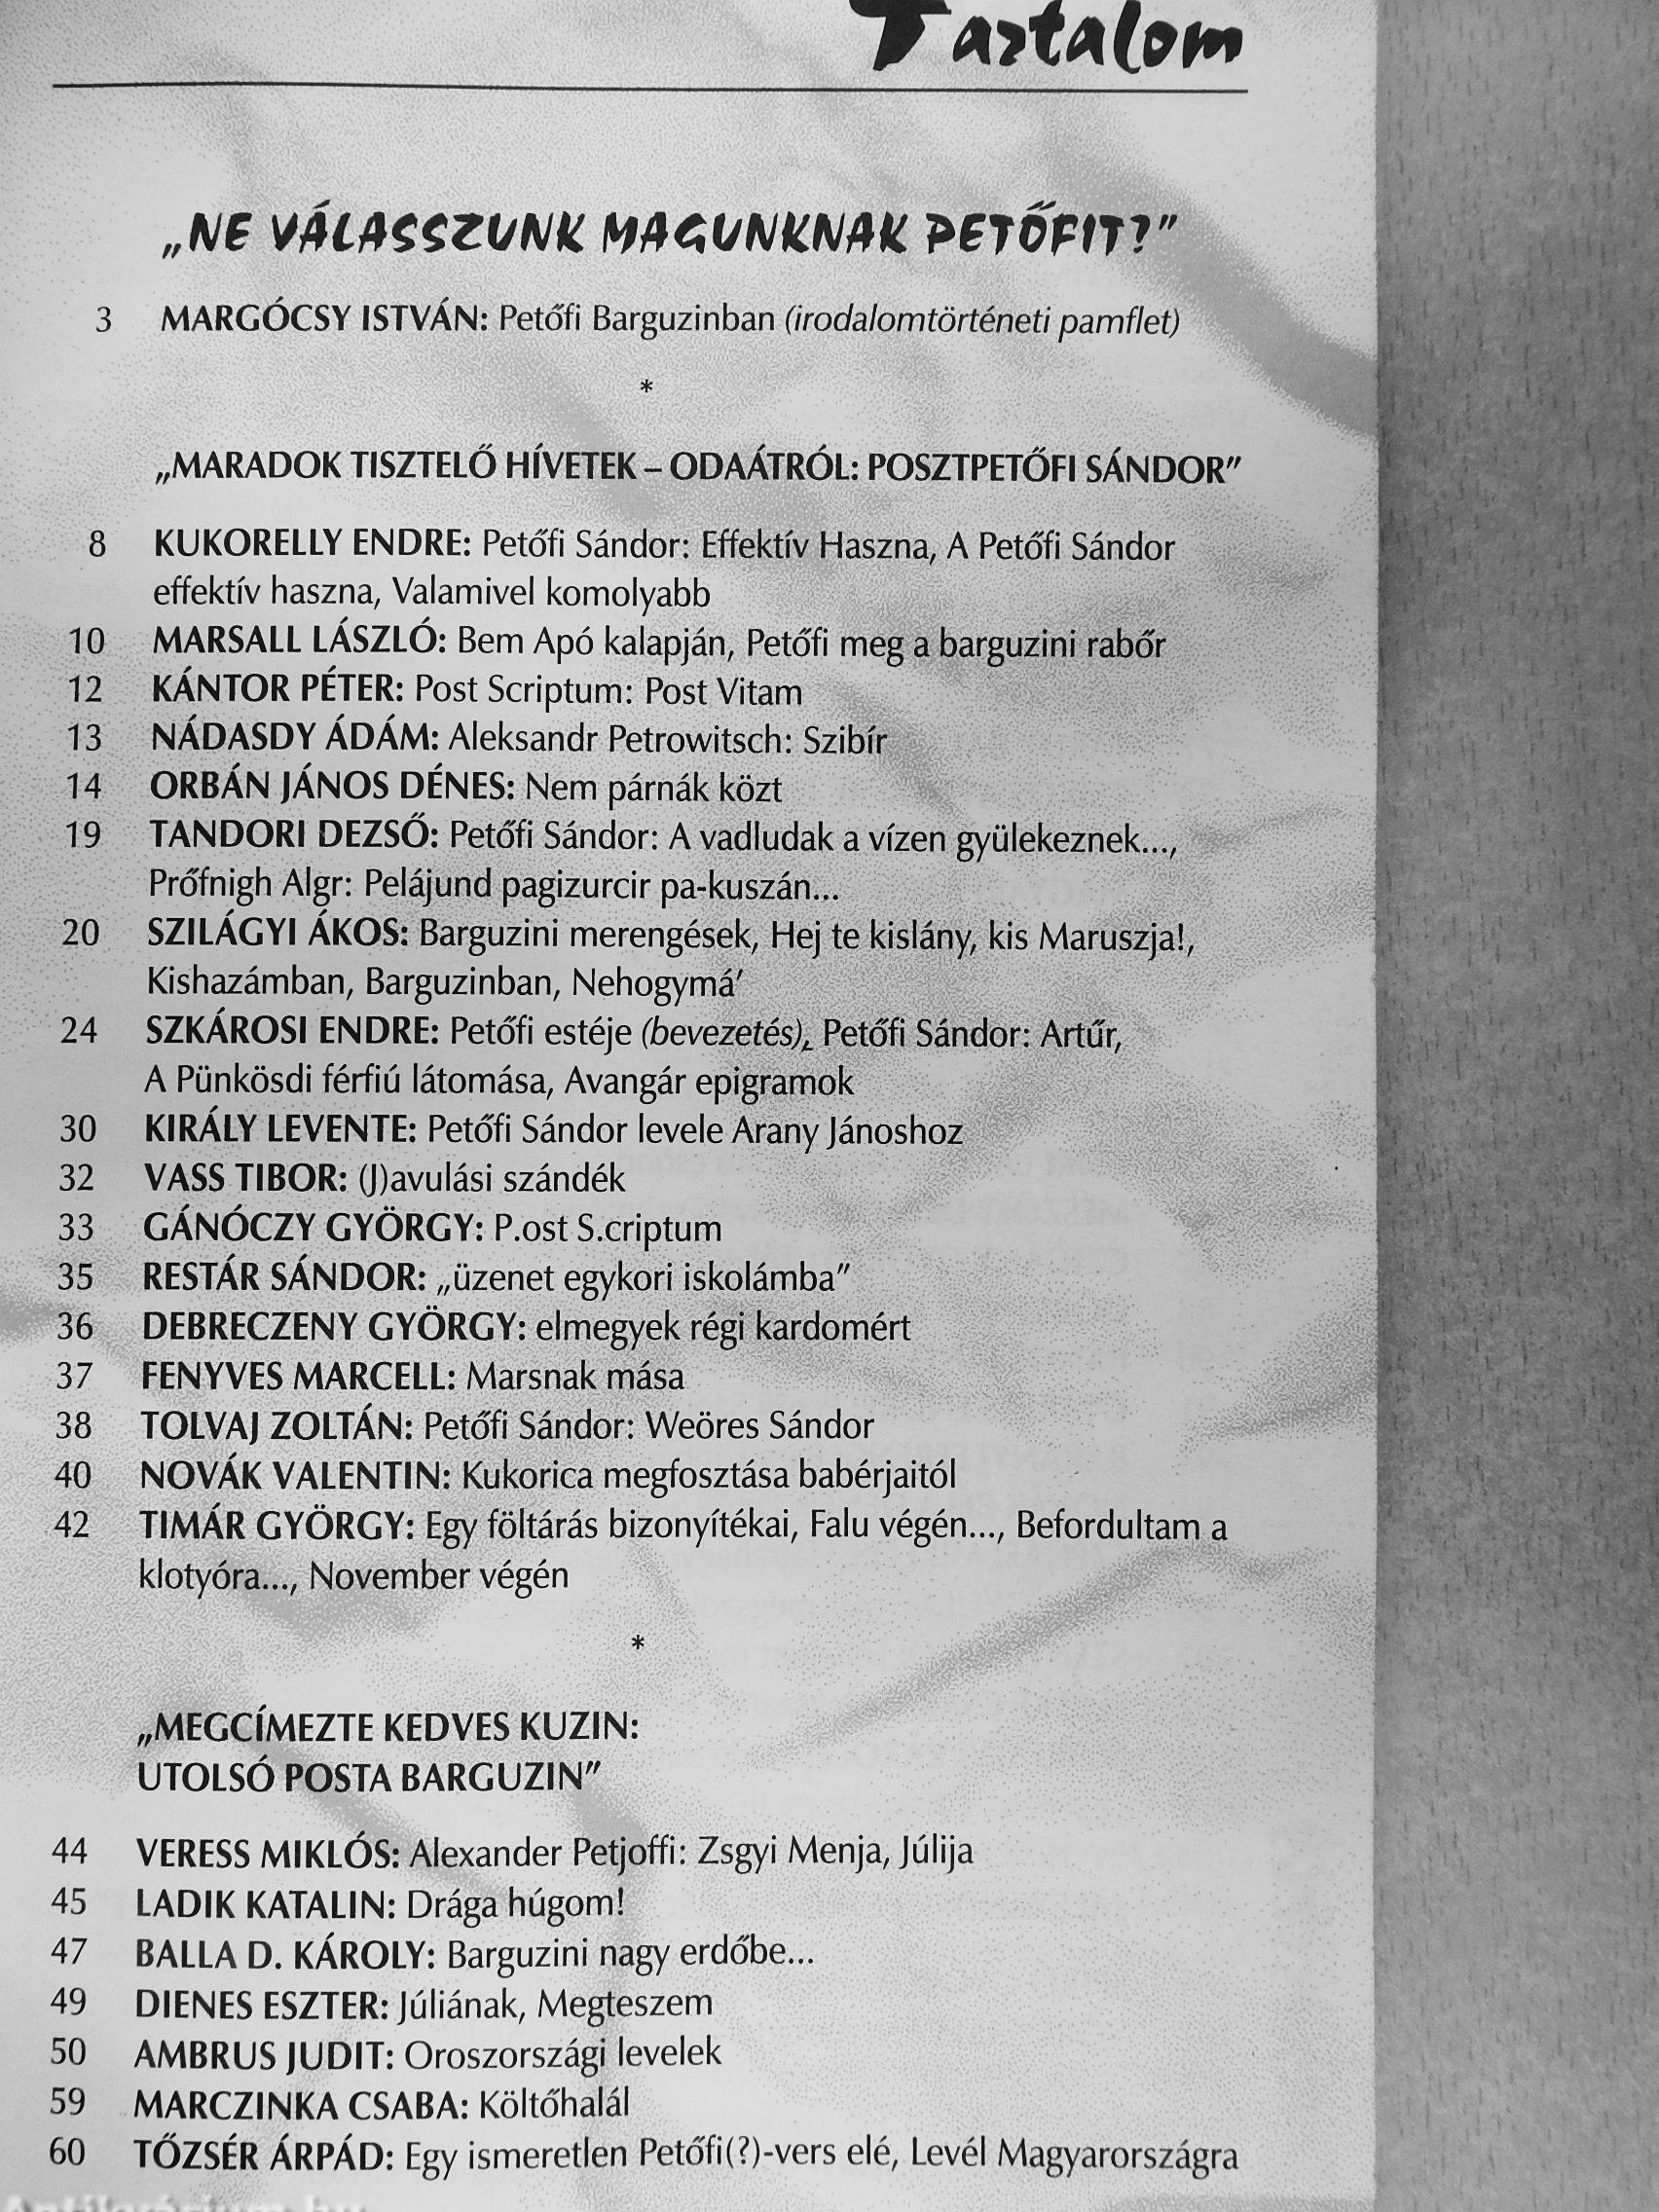 Tartalom
„NE VÁLASSZUNK MAGUNKNAK PETŐFIT?”
3 MARGÓCSY ISTVÁN: Petőfi Barguzinban (irodalomtörténeti pamflet)
*
„MARADOK TISZTELŐ HÍVETEK – ODAÁTRÓL: POSZTPETŐFI SÁNDOR”
8 KUKORELLY ENDRE: Petőfi Sándor: Effektív Haszna, A Petőfi Sándor
effektív haszna, Valamivel komolyabb
10 MARSALL LÁSZLÓ: Bem Apó kalapján, Petőfi meg a barguzini rabőr
12 KÁNTOR PÉTER: Post Scriptum: Post Vitam
13 NÁDASDY ÁDÁM: Aleksandr Petrowitsch: Szibír
14 ORBÁN JÁNOS DÉNES: Nem párnák közt
19 TANDORI DEZSŐ: Petőfi Sándor: A vadludak a vízen gyülekeznek...,
Prőfnigh Algr: Pelájund pagizurcir pa-kuszán...
20 SZILÁGYI ÁKOS: Barguzini merengések, Hej te kislány, kis Maruszja!,
Kishazámban, Barguzinban, Nehogymá’
24 SZKÁROSI ENDRE: Petőfi estéje (bevezetés), Petőfi Sándor: Artűr,
A Pünkösdi férfiú látomása, Avangár epigramok
30 KIRÁLY LEVENTE: Petőfi Sándor levele Arany Jánoshoz
32 VASS TIBOR: (J)avulási szándék
33 GÁNÓCZY GYÖRGY: P.ost S.criptum
35 RESTÁR SÁNDOR: „üzenet egykori iskolámba”
36 DEBRECZENY GYÖRGY: elmegyek régi kardomért
37 FENYVES MARCELL: Marsnak mása
38 TOLVAJ ZOLTÁN: Petőfi Sándor: Weöres Sándor
40 NOVÁK VALENTIN: Kukorica megfosztása babérjaitól
42 TIMÁR GYÖRGY: Egy föltárás bizonyítékai, Falu végén..., Befordultam a
klotyóra..., November végén
*
„MEGCÍMEZTE KEDVES KUZIN:
UTOLSÓ POSTA BARGUZIN”
44 VERESS MIKLÓS: Alexander Petjoffi: Zsgyi Menja, Júlija
45 LADIK KATALIN: Drága húgom!
47 BALLA D. KÁROLY: Barguzini nagy erdőbe...
49 DIENES ESZTER: Júliának, Megteszem
50 AMBRUS JUDIT: Oroszországi levelek
59 MARCZINKA CSABA: Költőhalál
60 TŐZSÉR ÁRPÁD: Egy ismeretlen Petőfi(?)-vers elé, Levél Magyarországra